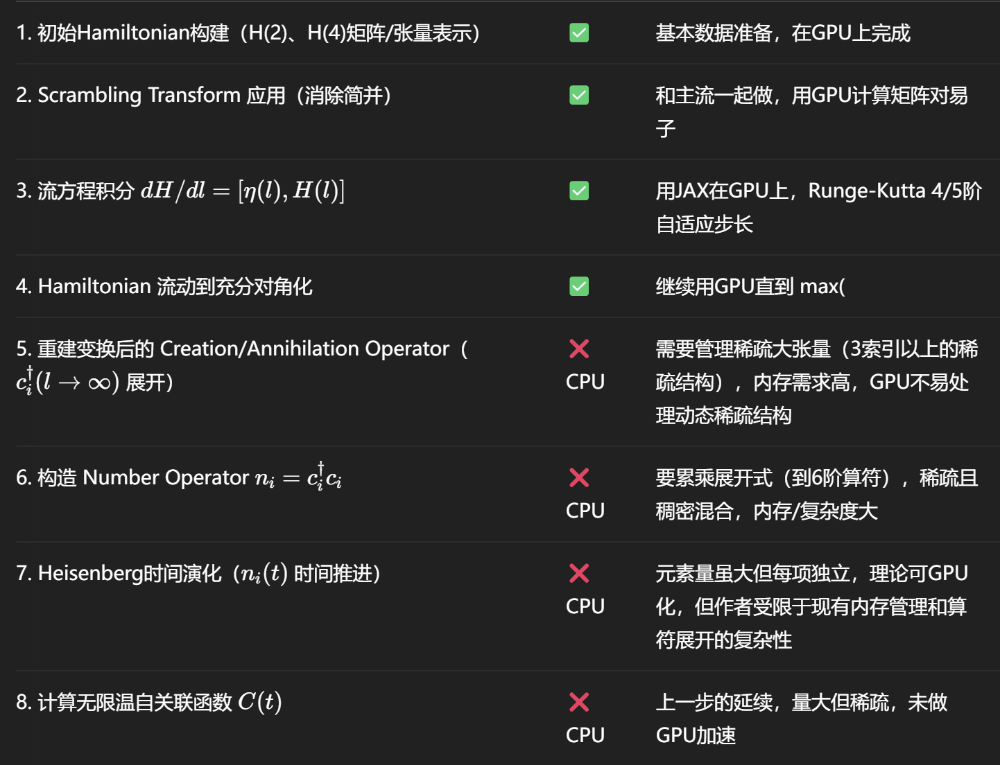 1. 初始Hamiltonian构建（H(2)、H(4)矩阵/张量表示） ✅ 基本数据准备，在GPU上完成
2. Scrambling Transform 应用（消除简并） ✅ 和主流一起做，用GPU计算矩阵对易
子
3. 流方程积分 dH/dl = [η(l), H(l)] ✅ 用JAX在GPU上，Runge-Kutta 4/5阶
自适应步长
4. Hamiltonian 流动到充分对角化 ✅ 继续用GPU直到 max(
5. 重建变换后的 Creation/Annihilation Operator（ ❌ 需要管理稀疏大张量（3索引以上的稀
c_i^†(l → ∞) 展开） CPU 疏结构），内存需求高，GPU不易处
理动态稀疏结构
6. 构造 Number Operator n_i = c_i^† c_i ❌ 要累乘展开式（到6阶算符），稀疏且
CPU 稠密混合，内存/复杂度大
7. Heisenberg时间演化（n_i(t) 时间推进） ❌ 元素量虽大但每项独立，理论可GPU
CPU 化，但作者受限于现有内存管理和算
符展开的复杂性
8. 计算无限温自关联函数 C(t) ❌ 上一步的延续，量大但稀疏，未做
CPU GPU加速